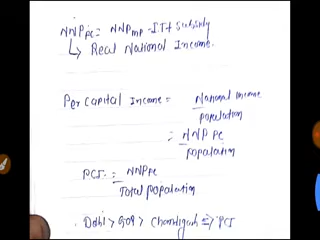 NNPFC = NNPMP - IT + Subsidy
↳ Real National Income.
Per Capital Income = National income
population
= NNP FC
population
PCI = NNPFC
Total population
Delhi > goa > Chandigarh => PCI